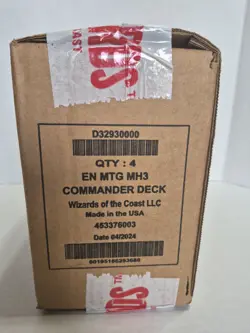 D32930000
QTY : 4
EN MTG MH3
COMMANDER DECK
Wizards of the Coast LLC
Made in the USA
453376003
Date 04/2024